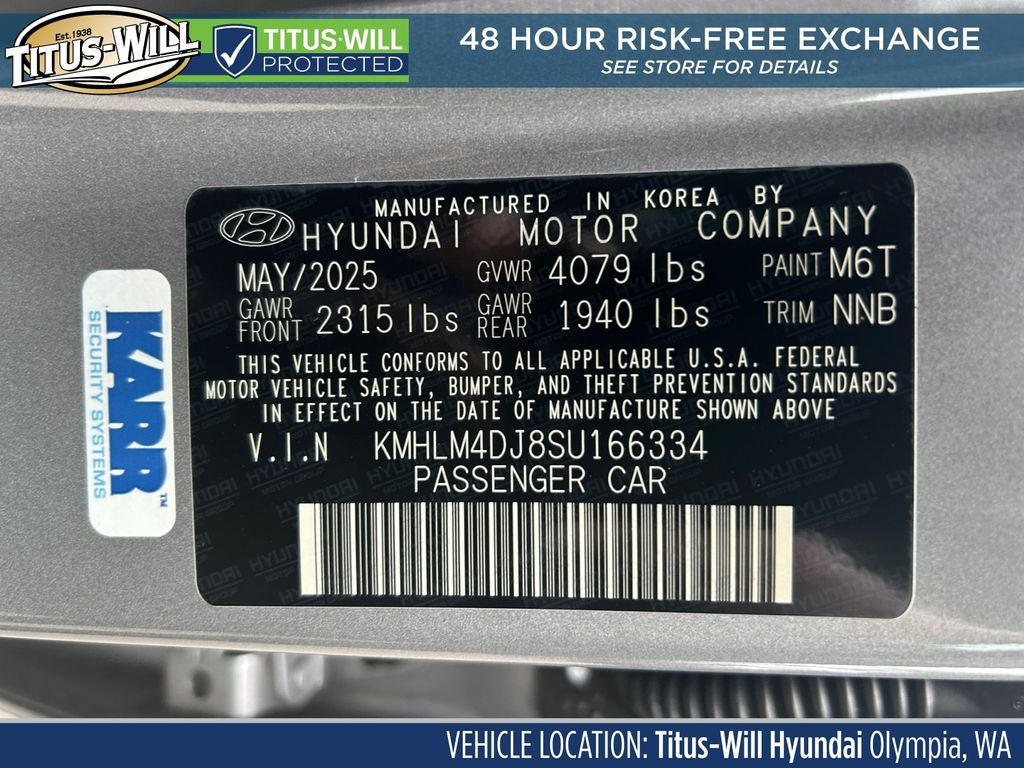 Est. 1938
TITUS-WILL
TITUS-WILL
PROTECTED
48 HOUR RISK-FREE EXCHANGE
SEE STORE FOR DETAILS
MANUFACTURED IN KOREA BY
HYUNDAI MOTOR COMPANY
MAY/2025 GVWR 4079 lbs PAINT M6T
GAWR FRONT 2315 lbs GAWR REAR 1940 lbs TRIM NNB
THIS VEHICLE CONFORMS TO ALL APPLICABLE U.S.A. FEDERAL
MOTOR VEHICLE SAFETY, BUMPER, AND THEFT PREVENTION STANDARDS
IN EFFECT ON THE DATE OF MANUFACTURE SHOWN ABOVE
V.I.N KMHLM4DJ8SU166334
PASSENGER CAR
KARR™
SECURITY SYSTEMS
VEHICLE LOCATION: Titus-Will Hyundai Olympia, WA